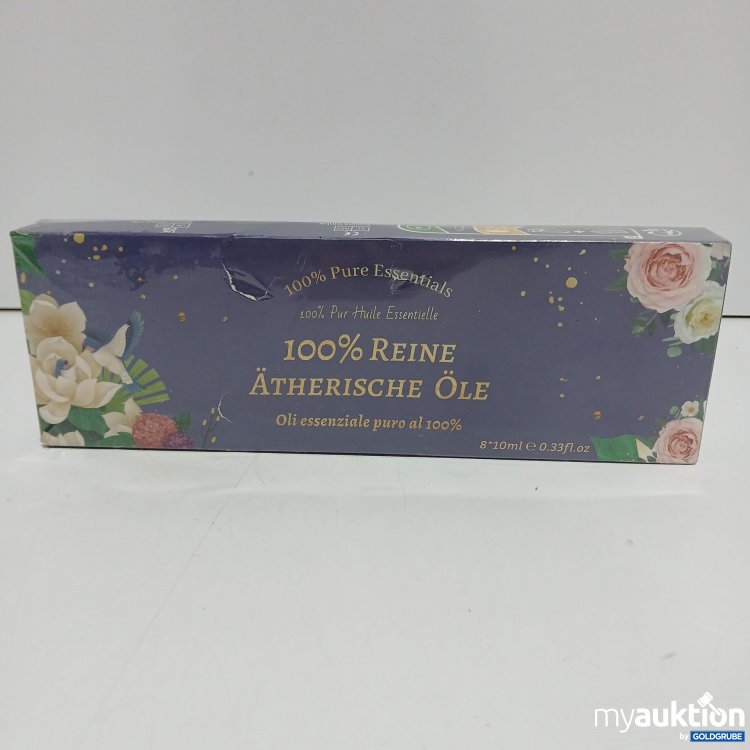 100% Pure Essentials
100% Pur Huile Essentielle
100% REINE
ÄTHERISCHE ÖLE
Oli essenziale puro al 100%
8*10ml ℮ 0.33fl.oz
myauktion
by GOLDGRUBE